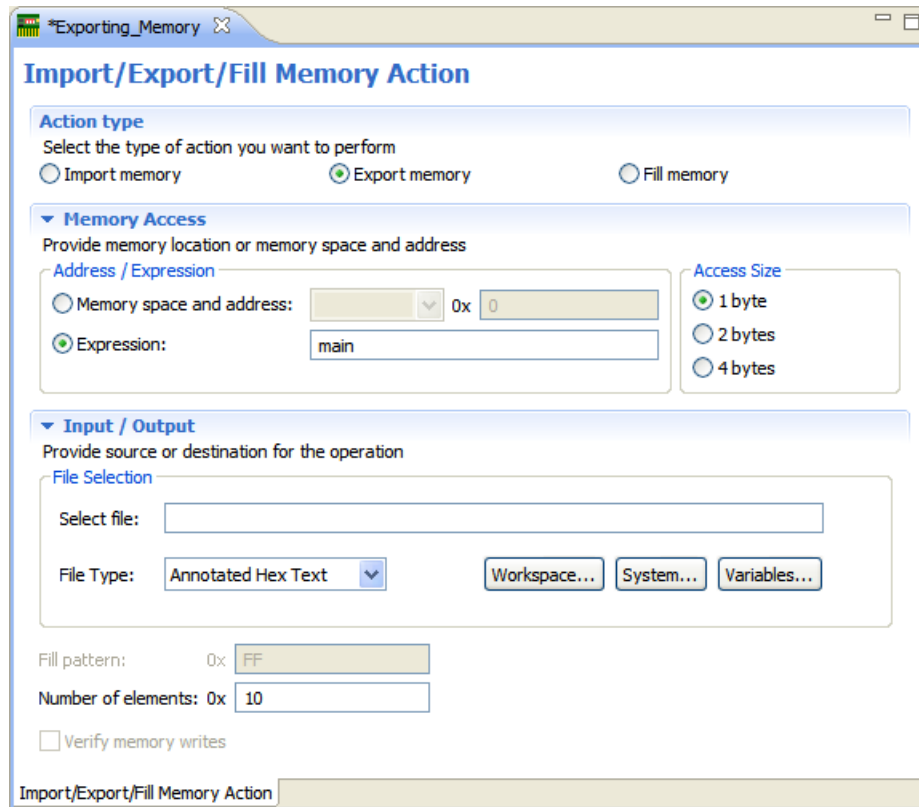 *Exporting_Memory
Import/Export/Fill Memory Action
Action type
Select the type of action you want to perform
Import memory Export memory Fill memory
Memory Access
Provide memory location or memory space and address
Address / Expression Access Size
Memory space and address: 0x 0 1 byte
Expression: main 2 bytes
4 bytes
Input / Output
Provide source or destination for the operation
File Selection
Select file:
File Type: Annotated Hex Text Workspace... System... Variables...
Fill pattern: 0x FF
Number of elements: 0x 10
Verify memory writes
Import/Export/Fill Memory Action